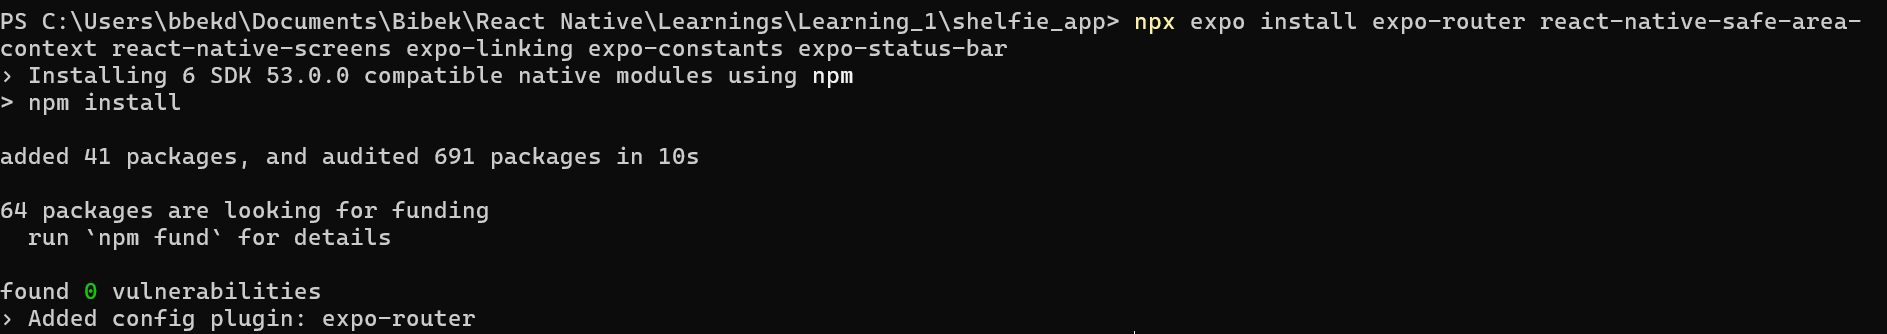 PS C:\Users\bbekd\Documents\Bibek\React Native\Learnings\Learning_1\shelfie_app> npx expo install expo-router react-native-safe-area-
context react-native-screens expo-linking expo-constants expo-status-bar
› Installing 6 SDK 53.0.0 compatible native modules using npm
> npm install
added 41 packages, and audited 691 packages in 10s
64 packages are looking for funding
  run `npm fund` for details
found 0 vulnerabilities
› Added config plugin: expo-router